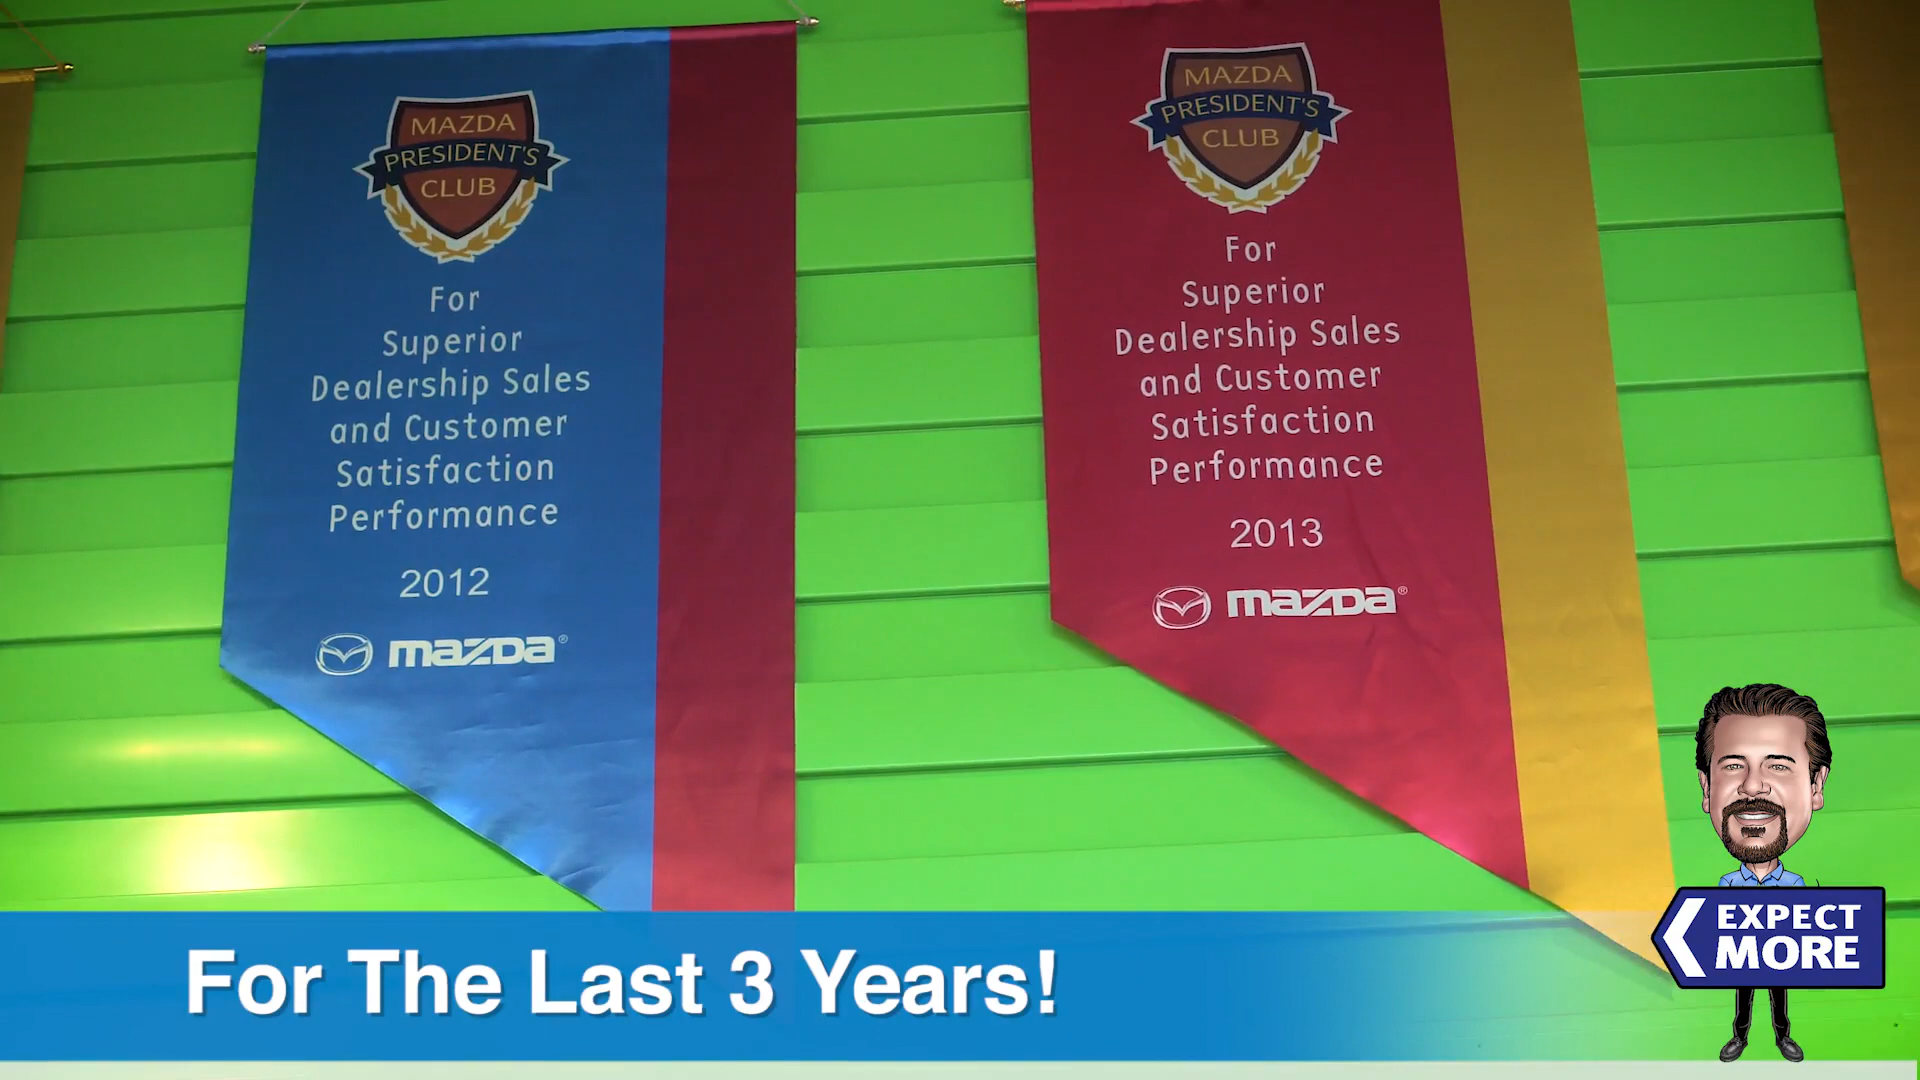 MAZDA
PRESIDENT'S
CLUB
For
Superior
Dealership Sales
and Customer
Satisfaction
Performance
2012
mazda®
MAZDA
PRESIDENT'S
CLUB
For
Superior
Dealership Sales
and Customer
Satisfaction
Performance
2013
mazda®
For The Last 3 Years!
EXPECT
MORE